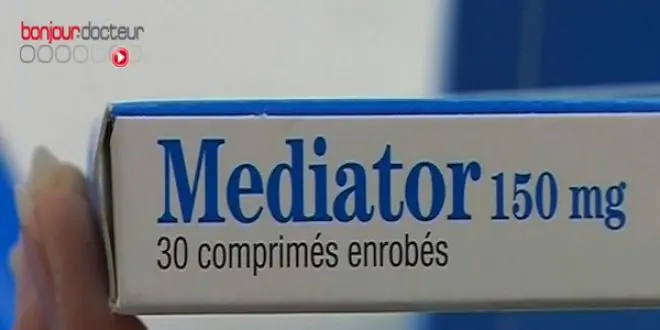 bonjour-docteur
Mediator 150 mg
30 comprimés enrobés